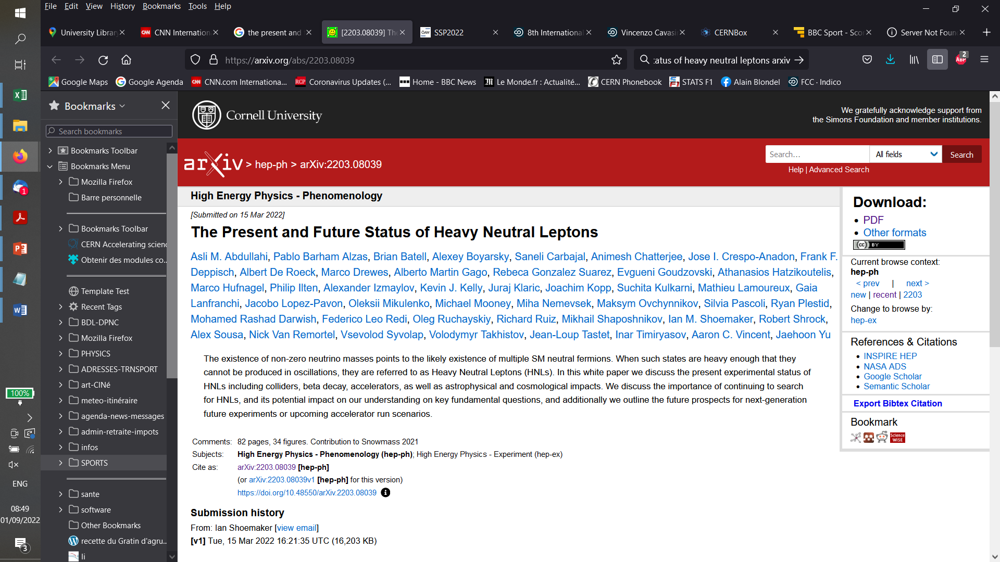 File Edit View History Bookmarks Tools Help
University Librar
CNN Internation
the present and
[2203.08039] The
SSP2022
8th International
Vincenzo Cavasi
CERNBox
BBC Sport - Sco
Server Not Foun
https://arxiv.org/abs/2203.08039
atus of heavy neutral leptons arxiv
ABP 2
Google Maps Google Agenda CNN.com Internationa... Coronavirus Updates (... Home - BBC News Le Monde.fr : Actualité... CERN Phonebook STATS F1 Alain Blondel FCC · Indico
Bookmarks
Search bookmarks
Bookmarks Toolbar
Bookmarks Menu
Mozilla Firefox
Barre personnelle
Bookmarks Toolbar
CERN Accelerating scienc
Obtenir des modules co...
Template Test
Recent Tags
BDL-DPNC
Mozilla Firefox
PHYSICS
ADRESSES-TRNSPORT
art-CINé
meteo-itinéraire
agenda-news-messages
admin-retraite-impots
infos
SPORTS
sante
software
Other Bookmarks
recette du Gratin d'agru...
li
1
100%
ENG
08:49
01/09/2022
3
Cornell University
We gratefully acknowledge support from
the Simons Foundation and member institutions.
arXiv > hep-ph > arXiv:2203.08039
Search...
All fields
Search
Help | Advanced Search
High Energy Physics - Phenomenology
[Submitted on 15 Mar 2022]
The Present and Future Status of Heavy Neutral Leptons
Asli M. Abdullahi, Pablo Barham Alzas, Brian Batell, Alexey Boyarsky, Saneli Carbajal, Animesh Chatterjee, Jose I. Crespo-Anadon, Frank F.
Deppisch, Albert De Roeck, Marco Drewes, Alberto Martin Gago, Rebeca Gonzalez Suarez, Evgueni Goudzovski, Athanasios Hatzikoutelis,
Marco Hufnagel, Philip Ilten, Alexander Izmaylov, Kevin J. Kelly, Juraj Klaric, Joachim Kopp, Suchita Kulkarni, Mathieu Lamoureux, Gaia
Lanfranchi, Jacobo Lopez-Pavon, Oleksii Mikulenko, Michael Mooney, Miha Nemevsek, Maksym Ovchynnikov, Silvia Pascoli, Ryan Plestid,
Mohamed Rashad Darwish, Federico Leo Redi, Oleg Ruchayskiy, Richard Ruiz, Mikhail Shaposhnikov, Ian M. Shoemaker, Robert Shrock,
Alex Sousa, Nick Van Remortel, Vsevolod Syvolap, Volodymyr Takhistov, Jean-Loup Tastet, Inar Timiryasov, Aaron C. Vincent, Jaehoon Yu
The existence of non-zero neutrino masses points to the likely existence of multiple SM neutral fermions. When such states are heavy enough that they
cannot be produced in oscillations, they are referred to as Heavy Neutral Leptons (HNLs). In this white paper we discuss the present experimental status of
HNLs including colliders, beta decay, accelerators, as well as astrophysical and cosmological impacts. We discuss the importance of continuing to search
for HNLs, and its potential impact on our understanding on key fundamental questions, and additionally we outline the future prospects for next-generation
future experiments or upcoming accelerator run scenarios.
Comments: 82 pages, 34 figures. Contribution to Snowmass 2021
Subjects: High Energy Physics - Phenomenology (hep-ph); High Energy Physics - Experiment (hep-ex)
Cite as: arXiv:2203.08039 [hep-ph]
(or arXiv:2203.08039v1 [hep-ph] for this version)
https://doi.org/10.48550/arXiv.2203.08039
Submission history
From: Ian Shoemaker [view email]
[v1] Tue, 15 Mar 2022 16:21:35 UTC (16,203 KB)
Download:
PDF
Other formats
(cc) BY
Current browse context:
hep-ph
< prev | next >
new | recent | 2203
Change to browse by:
hep-ex
References & Citations
INSPIRE HEP
NASA ADS
Google Scholar
Semantic Scholar
Export Bibtex Citation
Bookmark
Science WISE